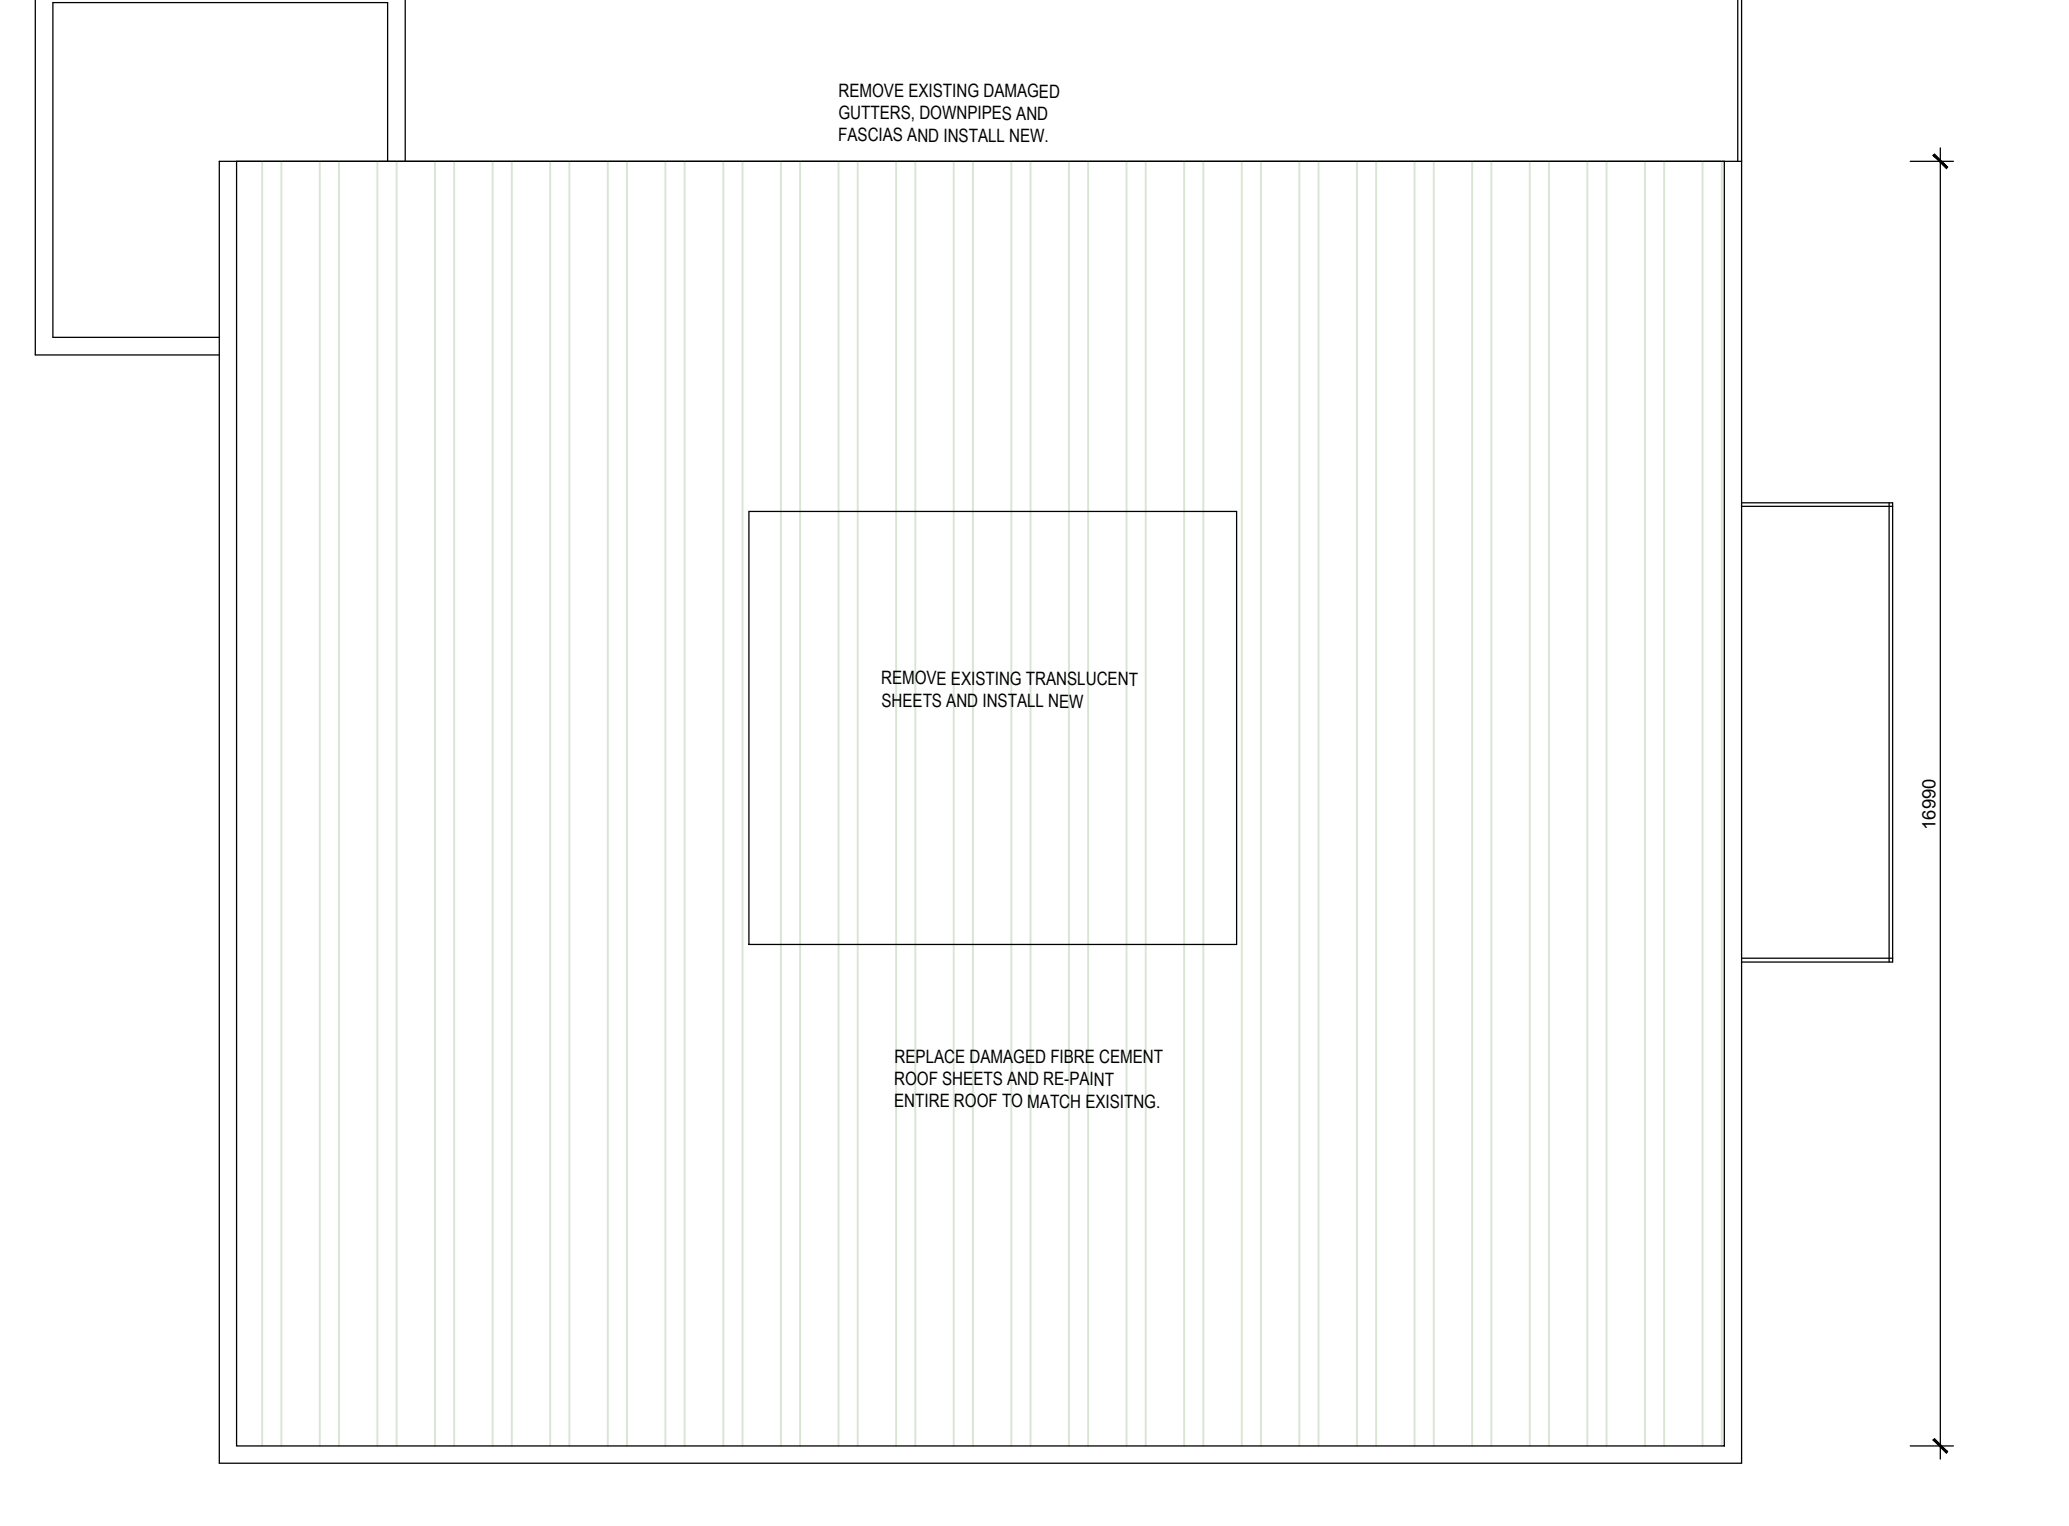 REMOVE EXISTING DAMAGED
GUTTERS, DOWNPIPES AND
FASCIAS AND INSTALL NEW.
REMOVE EXISTING TRANSLUCENT
SHEETS AND INSTALL NEW
16990
REPLACE DAMAGED FIBRE CEMENT
ROOF SHEETS AND RE-PAINT
ENTIRE ROOF TO MATCH EXISITNG.